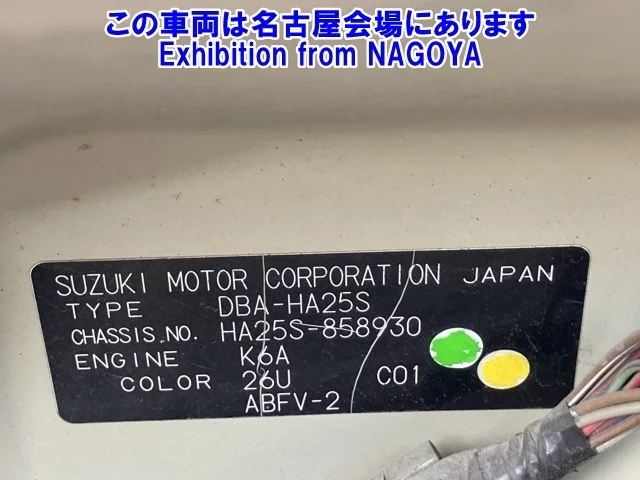 この車両は名古屋会場にあります
Exhibition from NAGOYA
SUZUKI MOTOR CORPORATION JAPAN
TYPE DBA-HA25S
CHASSIS NO. HA25S-858930
ENGINE K6A
COLOR 26U C01
ABFV-2